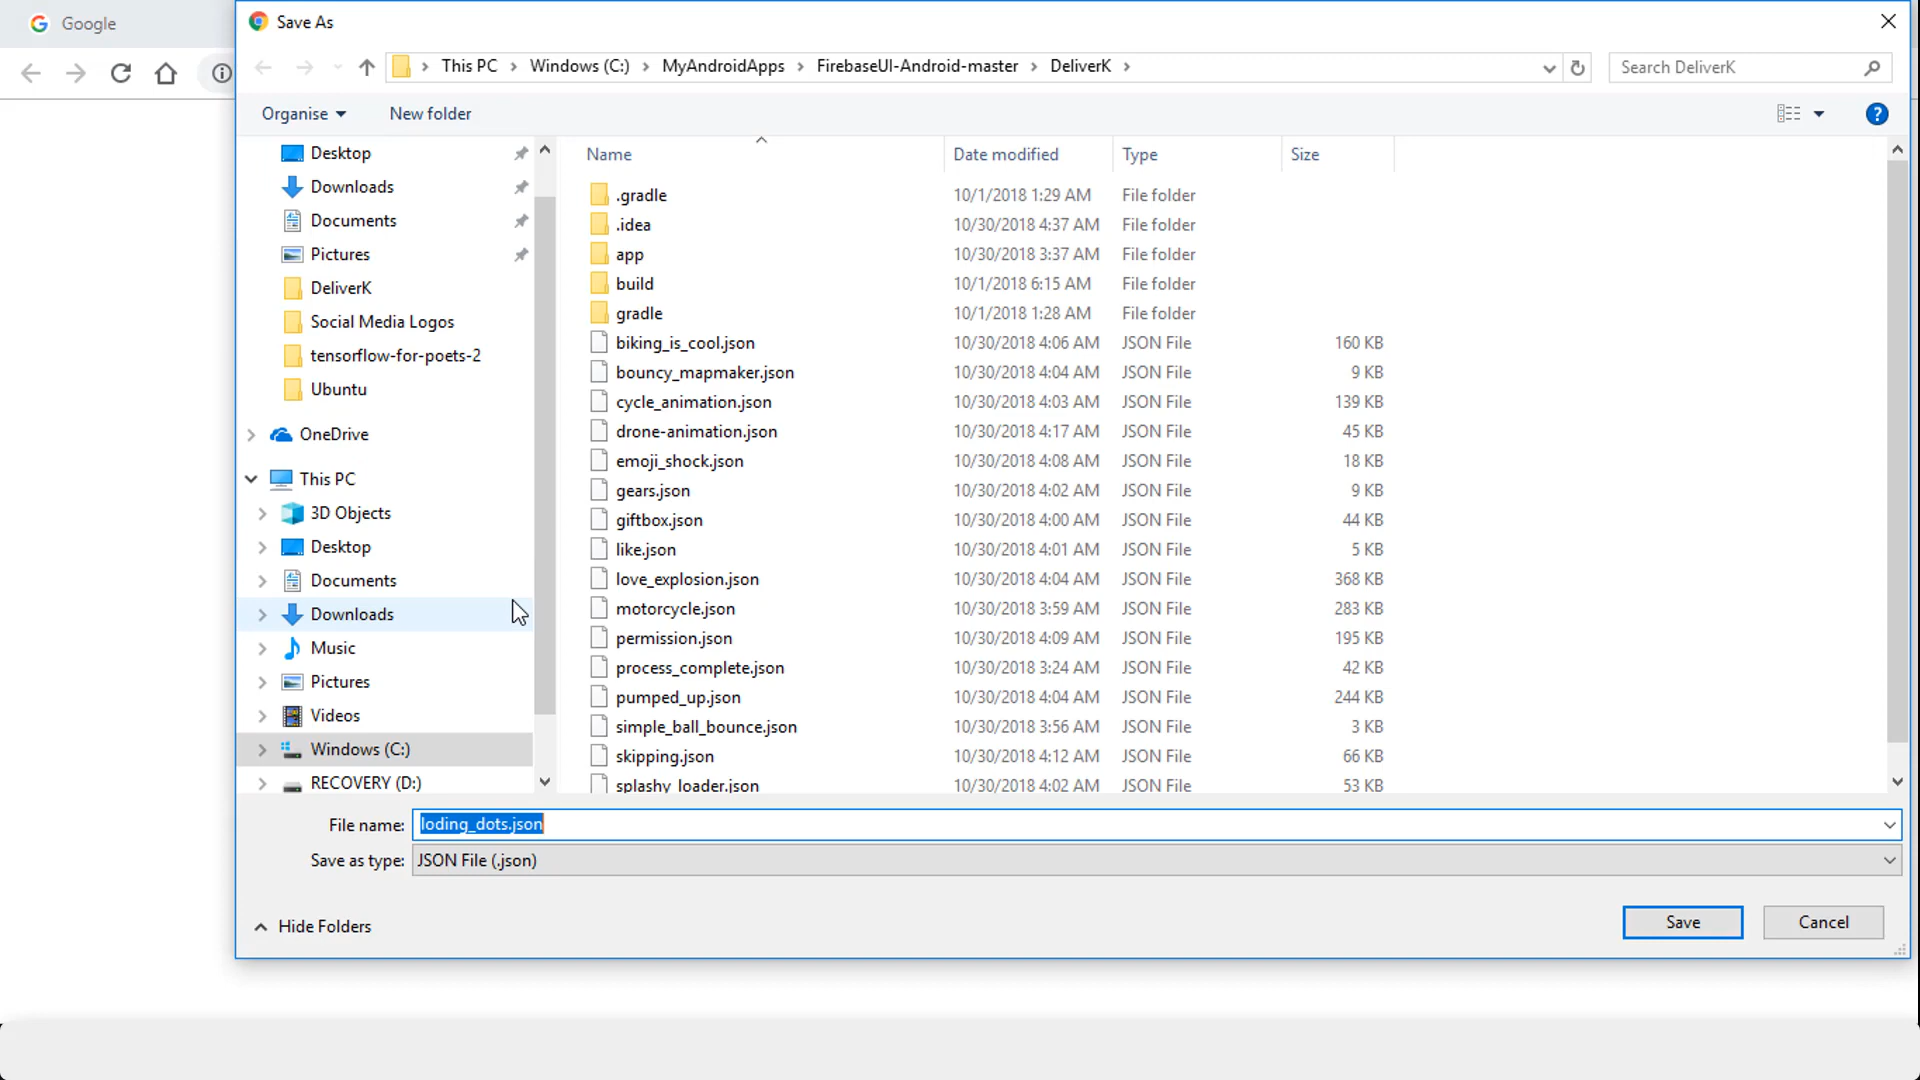 Google
Save As
This PC > Windows (C:) > MyAndroidApps > FirebaseUI-Android-master > DeliverK >
Search DeliverK
Organise New folder
Name Date modified Type Size
Desktop
Downloads
Documents
Pictures
DeliverK
Social Media Logos
tensorflow-for-poets-2
Ubuntu
OneDrive
This PC
3D Objects
Desktop
Documents
Downloads
Music
Pictures
Videos
Windows (C:)
RECOVERY (D:)
.gradle 10/1/2018 1:29 AM File folder
.idea 10/30/2018 4:37 AM File folder
app 10/30/2018 3:37 AM File folder
build 10/1/2018 6:15 AM File folder
gradle 10/1/2018 1:28 AM File folder
biking_is_cool.json 10/30/2018 4:06 AM JSON File 160 KB
bouncy_mapmaker.json 10/30/2018 4:04 AM JSON File 9 KB
cycle_animation.json 10/30/2018 4:03 AM JSON File 139 KB
drone-animation.json 10/30/2018 4:17 AM JSON File 45 KB
emoji_shock.json 10/30/2018 4:08 AM JSON File 18 KB
gears.json 10/30/2018 4:02 AM JSON File 9 KB
giftbox.json 10/30/2018 4:00 AM JSON File 44 KB
like.json 10/30/2018 4:01 AM JSON File 5 KB
love_explosion.json 10/30/2018 4:04 AM JSON File 368 KB
motorcycle.json 10/30/2018 3:59 AM JSON File 283 KB
permission.json 10/30/2018 4:09 AM JSON File 195 KB
process_complete.json 10/30/2018 3:24 AM JSON File 42 KB
pumped_up.json 10/30/2018 4:04 AM JSON File 244 KB
simple_ball_bounce.json 10/30/2018 3:56 AM JSON File 3 KB
skipping.json 10/30/2018 4:12 AM JSON File 66 KB
splashy_loader.json 10/30/2018 4:02 AM JSON File 53 KB
File name: loding_dots.json
Save as type: JSON File (.json)
Hide Folders
Save
Cancel